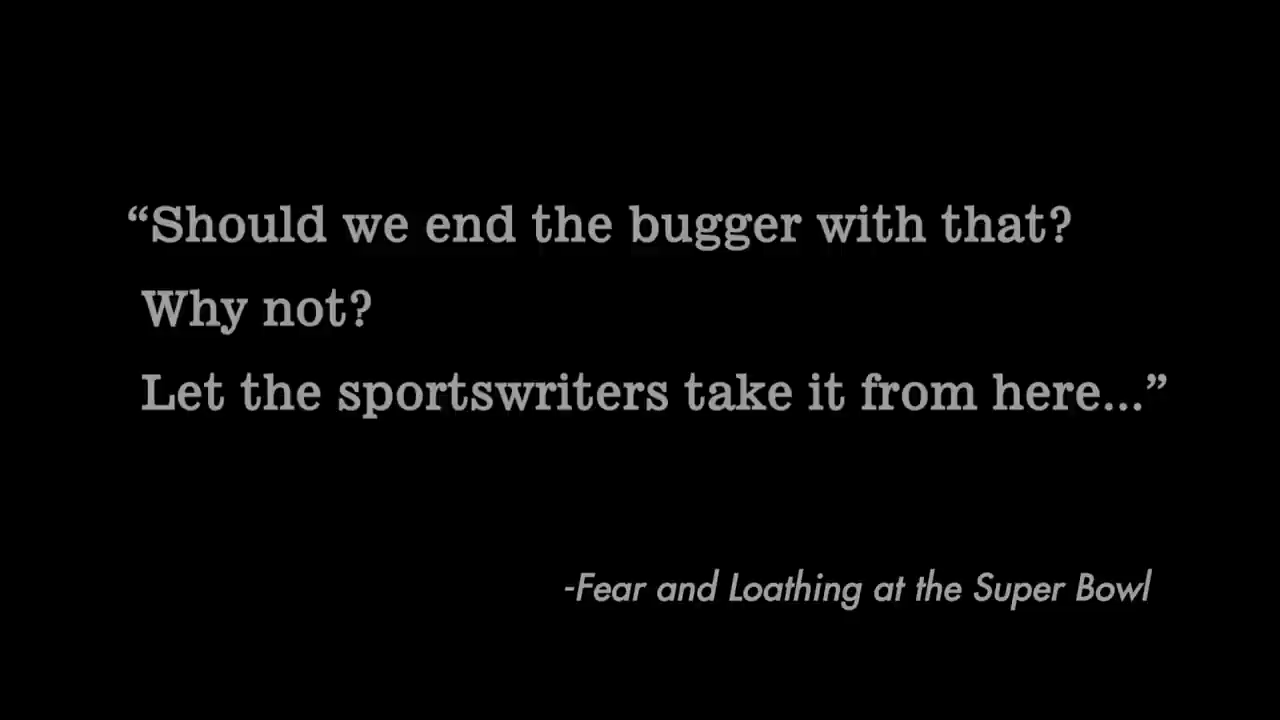 “Should we end the bugger with that?
Why not?
Let the sportswriters take it from here...”
-Fear and Loathing at the Super Bowl